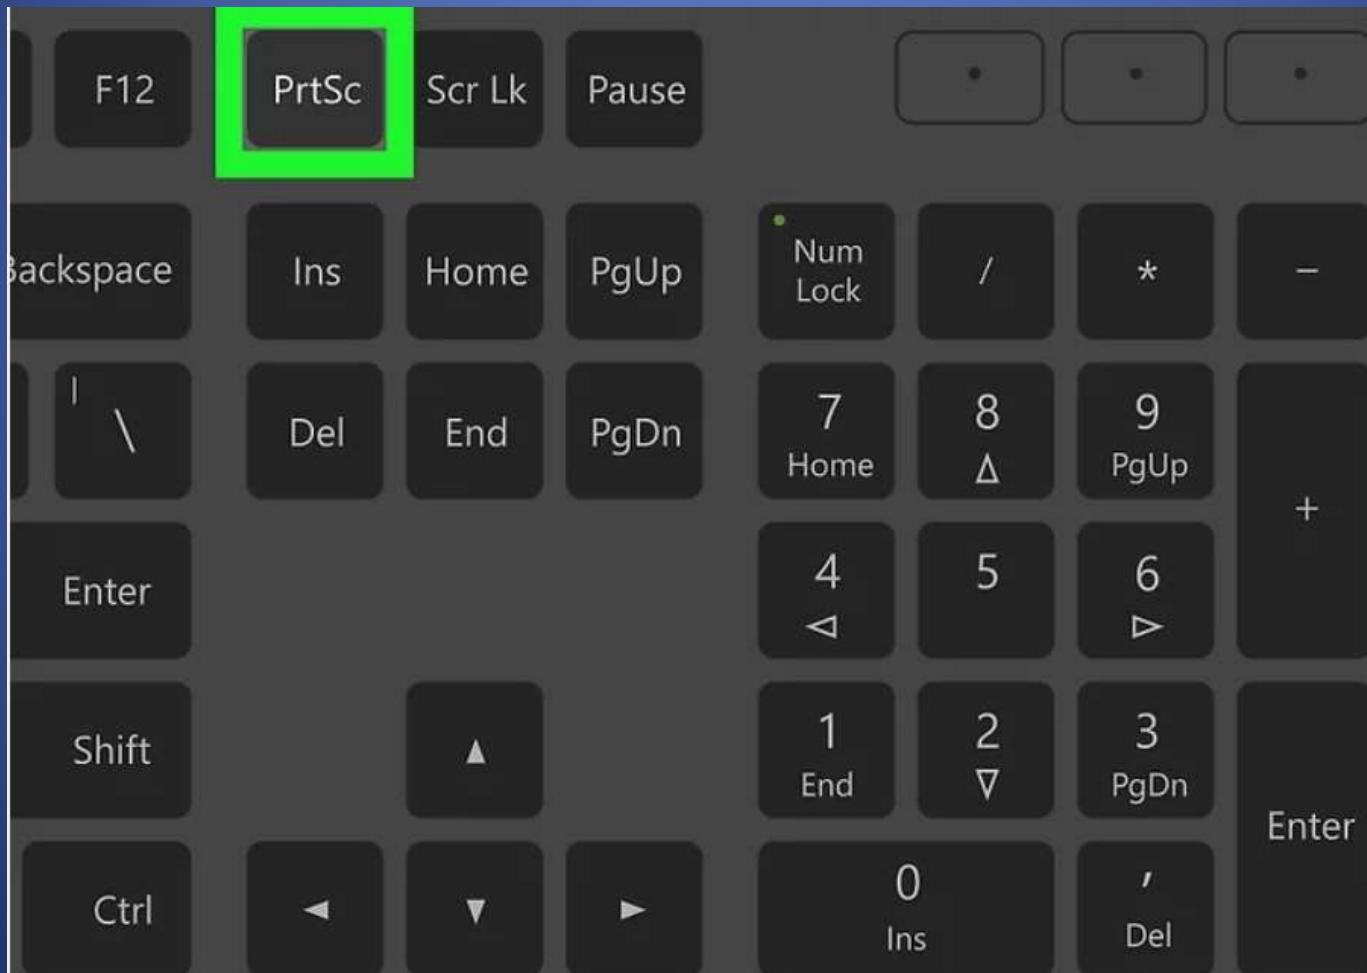 F12 PrtSc Scr Lk Pause
Backspace Ins Home PgUp Num / * −
Lock
| \ Del End PgDn 7 8 9 +
Home Δ PgUp
Enter 4 5 6
◁ ▷
Shift ▲ 1 2 3 Enter
End ∇ PgDn
Ctrl ◄ ▼ ► 0 ,
Ins Del